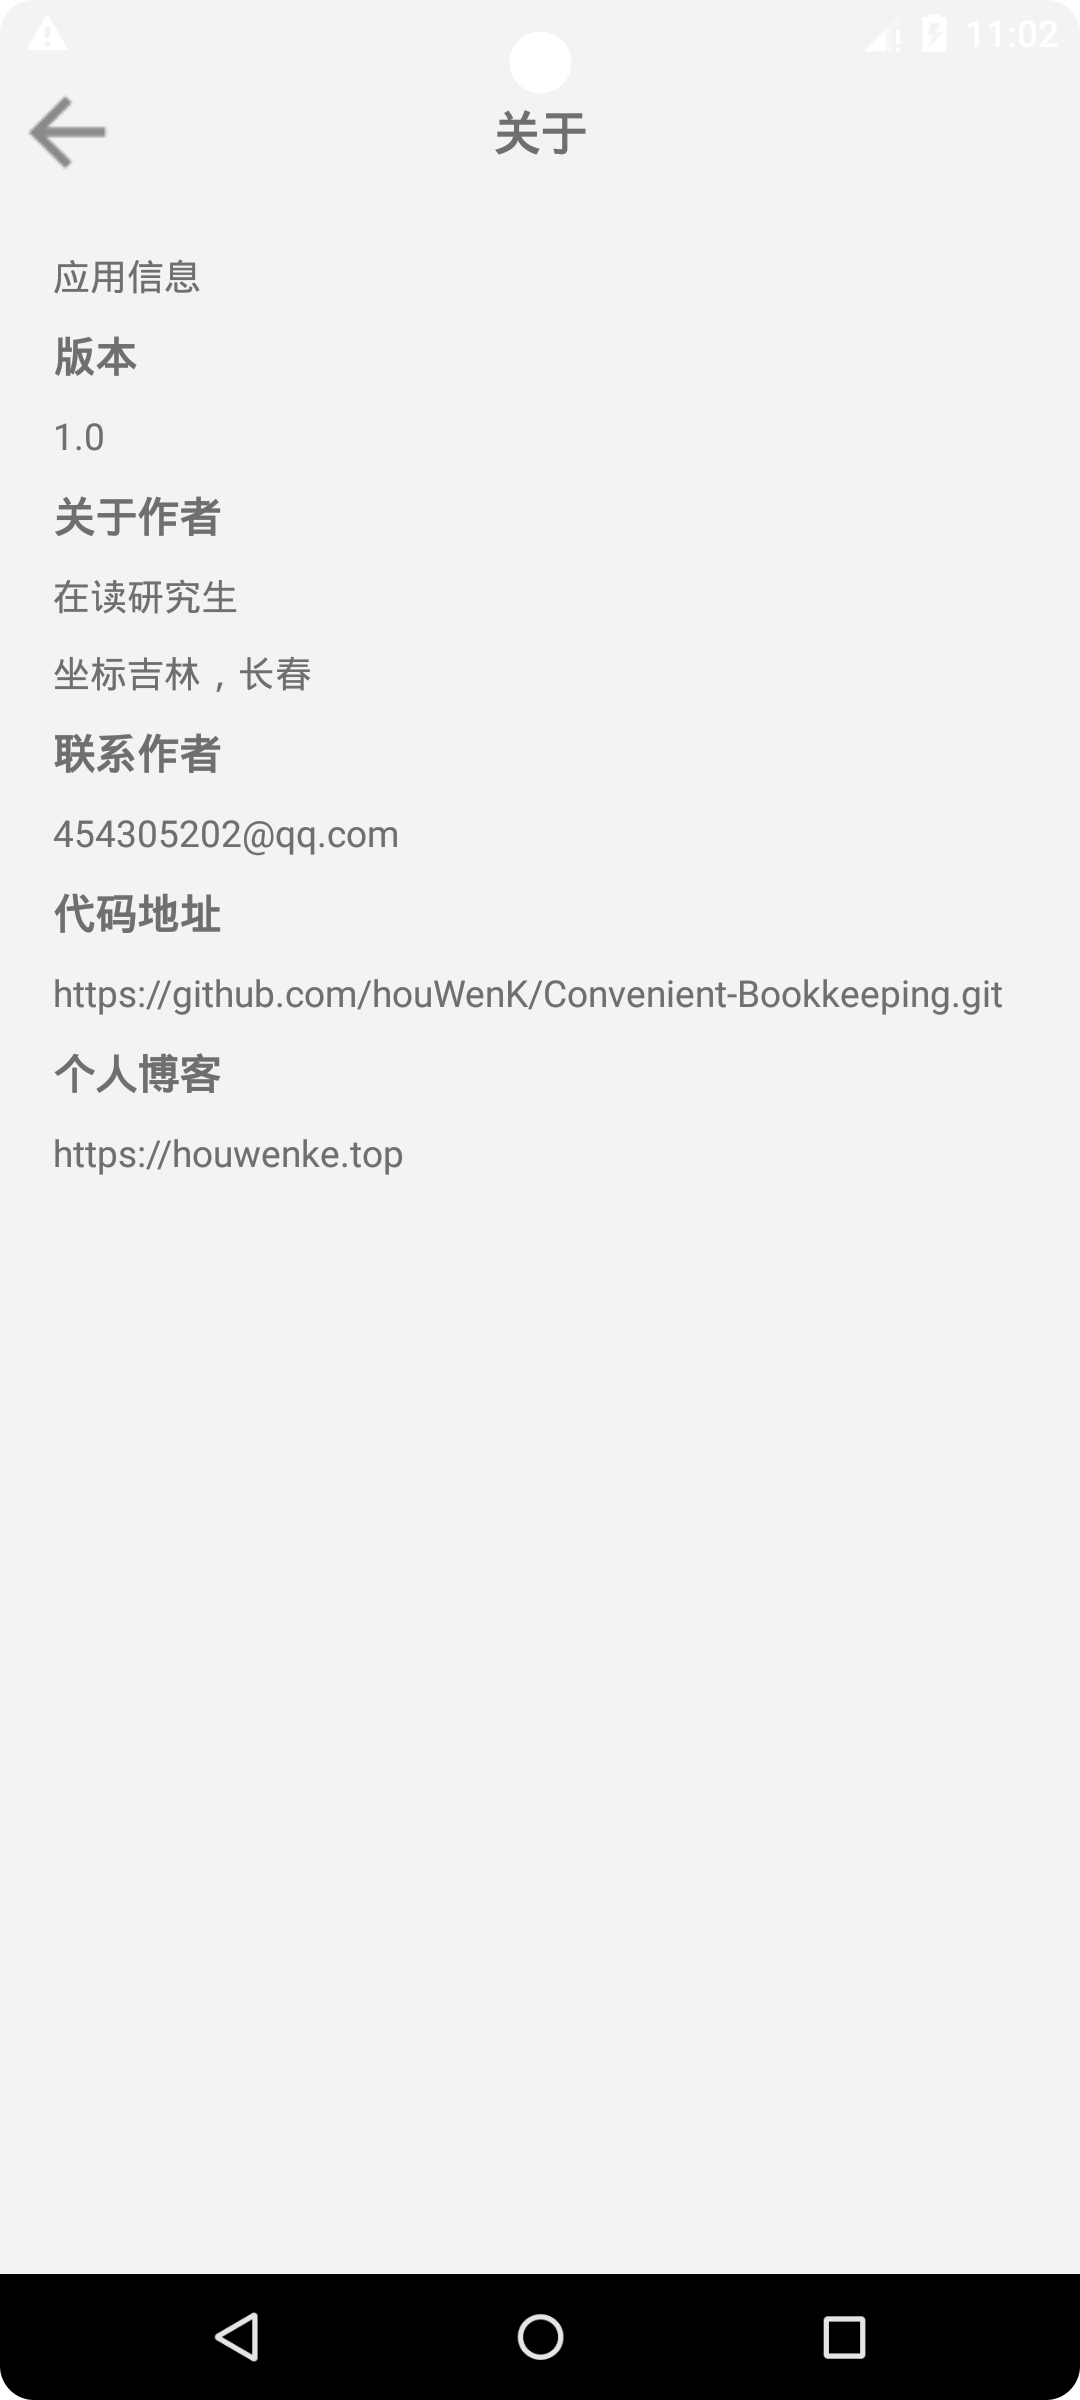 11:02
关于
应用信息
版本
1.0
关于作者
在读研究生
坐标吉林，长春
联系作者
454305202@qq.com
代码地址
https://github.com/houWenK/Convenient-Bookkeeping.git
个人博客
https://houwenke.top